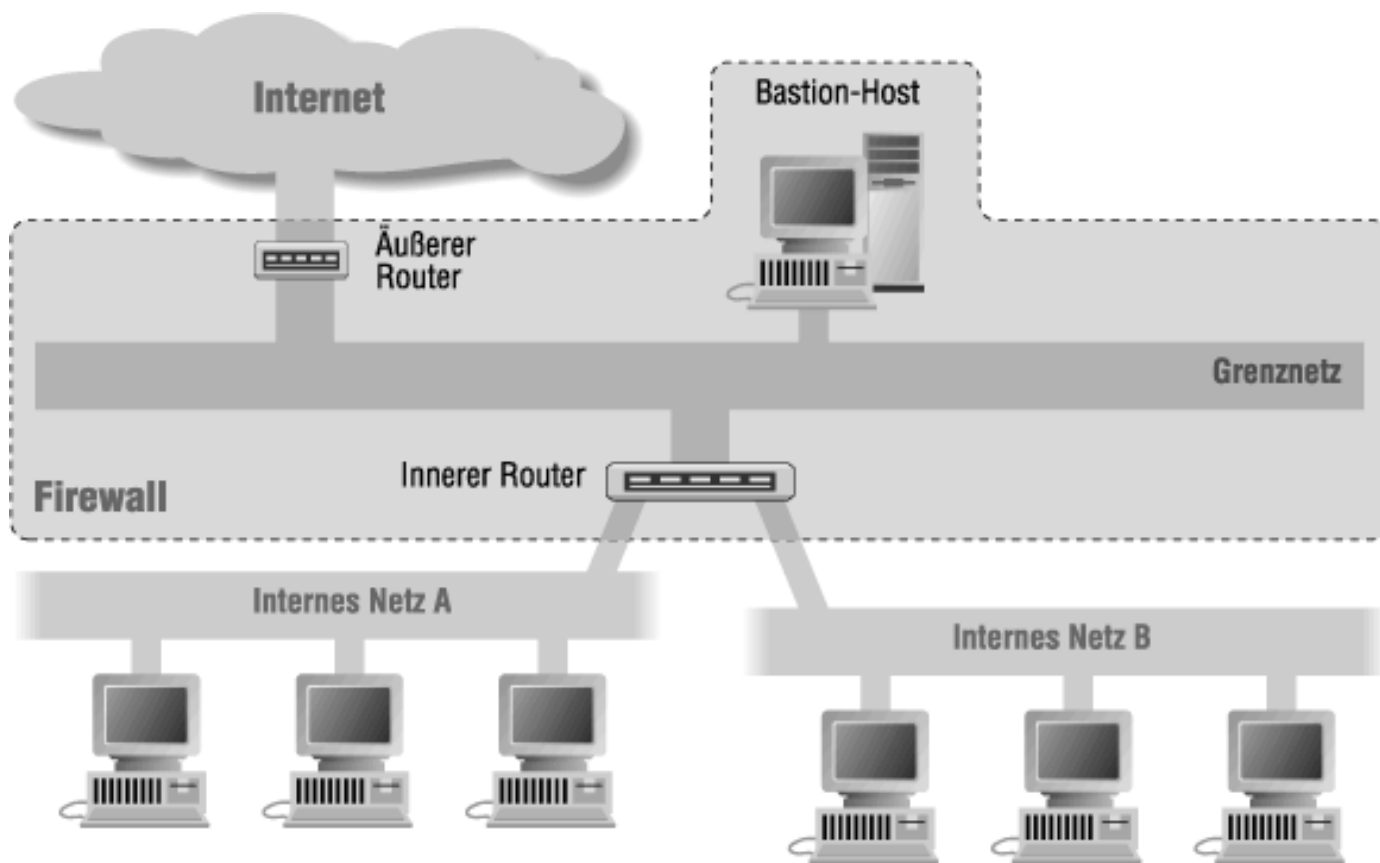 Internet
Bastion-Host
Äußerer
Router
Grenznetz
Innerer Router
Firewall
Internes Netz A
Internes Netz B